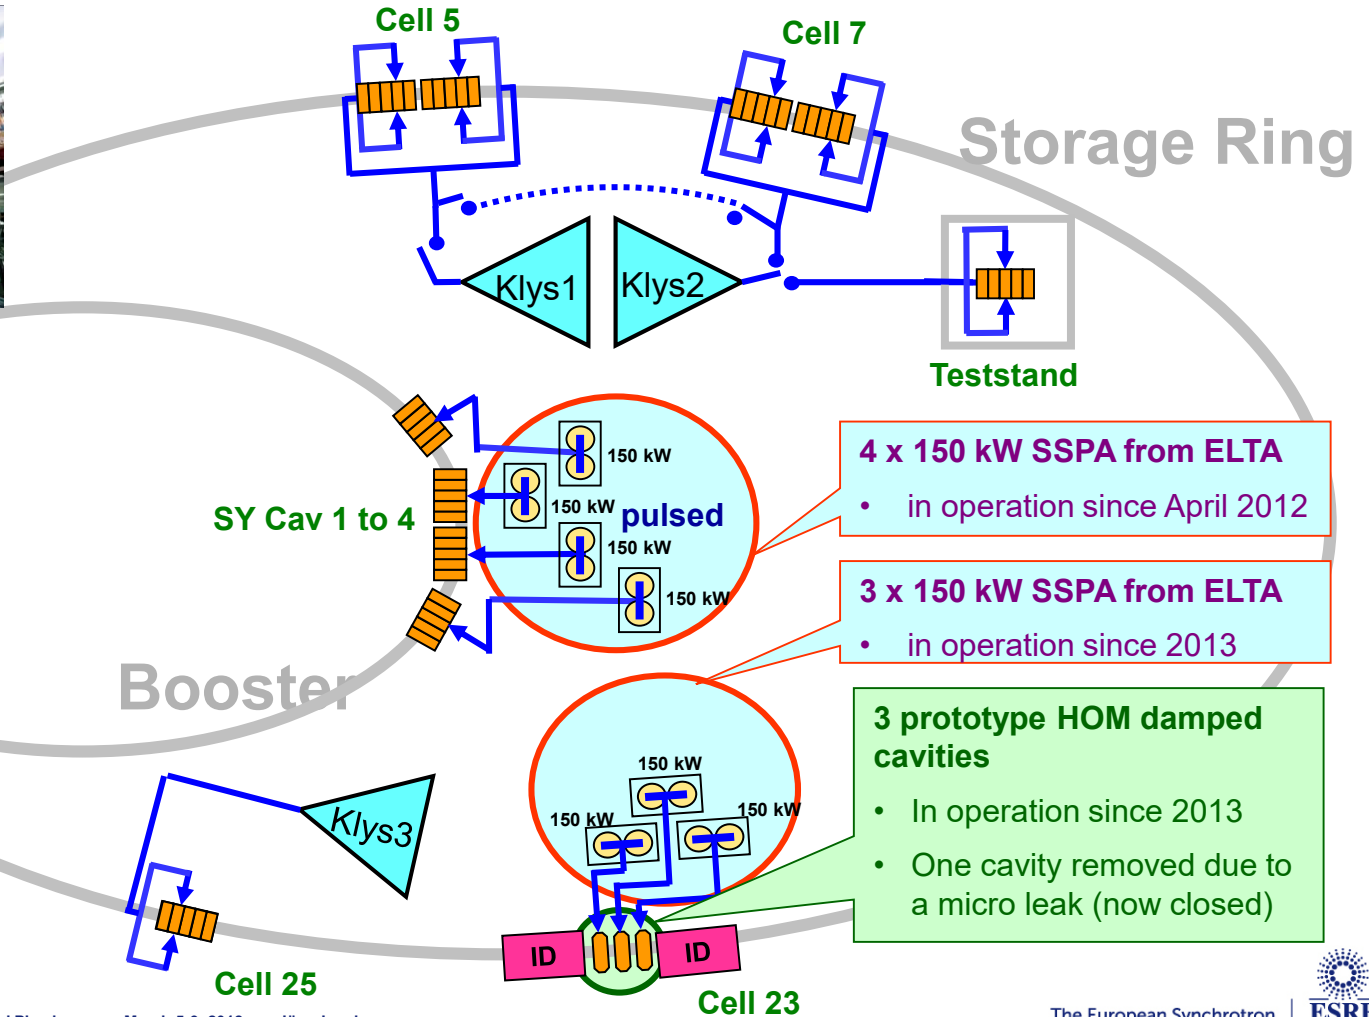 Cell 5
Cell 7
Storage Ring
Klys1
Klys2
Teststand
150 kW
150 kW
pulsed
150 kW
150 kW
SY Cav 1 to 4
4 x 150 kW SSPA from ELTA
• in operation since April 2012
3 x 150 kW SSPA from ELTA
• in operation since 2013
Booster
3 prototype HOM damped
cavities
• In operation since 2013
• One cavity removed due to
a micro leak (now closed)
150 kW
150 kW
150 kW
Klys3
ID
ID
Cell 25
Cell 23
The European Synchrotron
ESRF